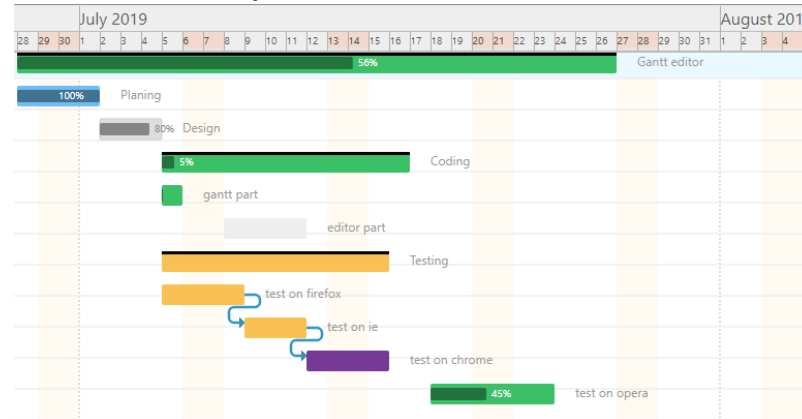 July 2019 August 201
28 29 30 1 2 3 4 5 6 7 8 9 10 11 12 13 14 15 16 17 18 19 20 21 22 23 24 25 26 27 28 29 30 31 1 2 3 4
56% Gantt editor
100% Planing
80% Design
5% Coding
gantt part
editor part
Testing
test on firefox
test on ie
test on chrome
45% test on opera